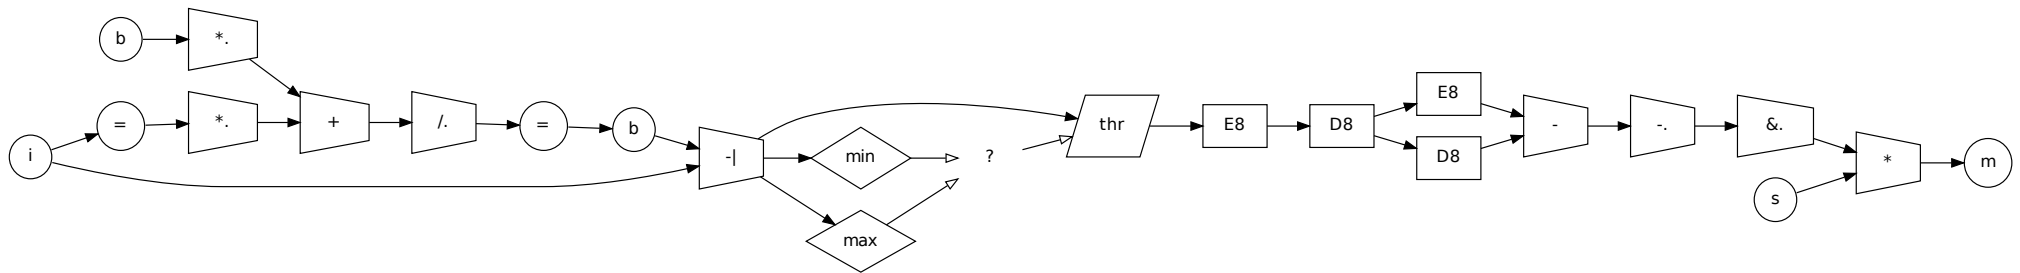 b
*.
i
=
*.
+
/.
=
b
-|
min
max
?
thr
E8
D8
E8
D8
-
-.
&.
s
*
m